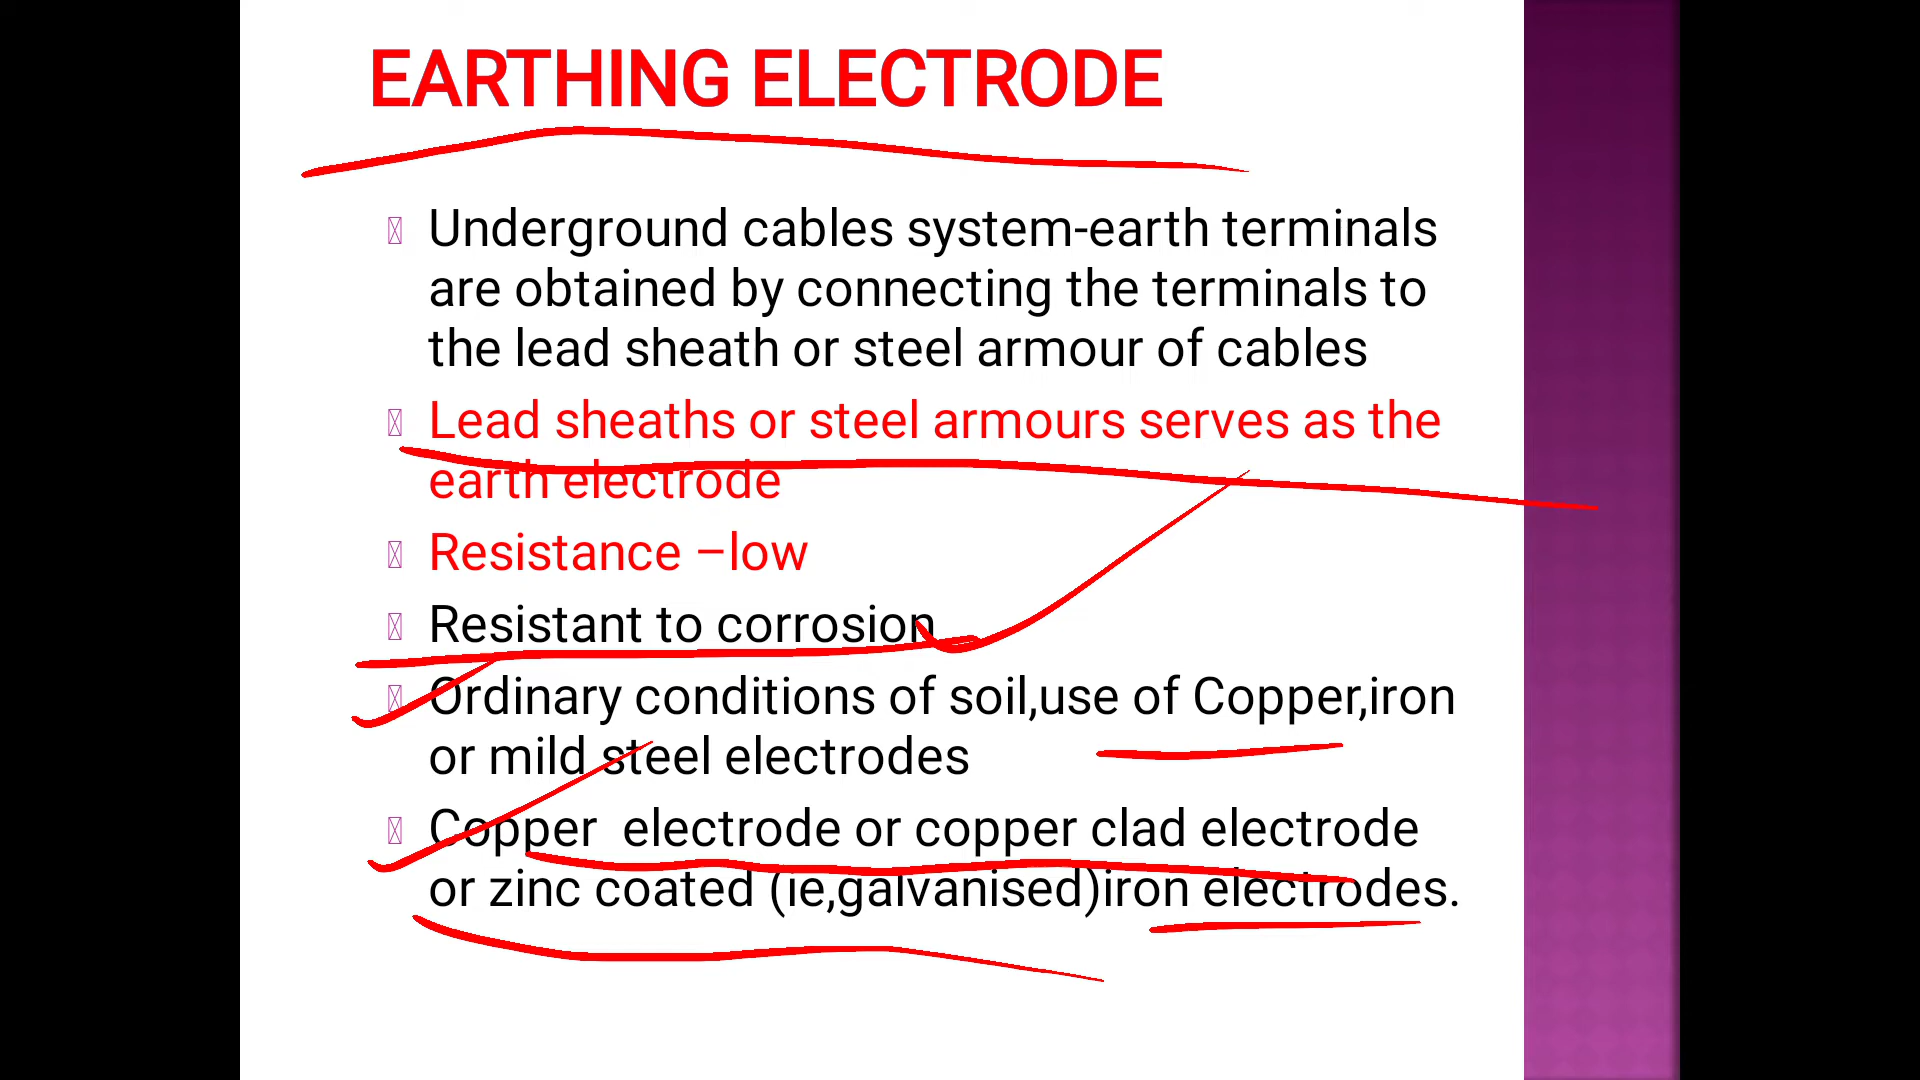 EARTHING ELECTRODE
Underground cables system-earth terminals
are obtained by connecting the terminals to
the lead sheath or steel armour of cables
Lead sheaths or steel armours serves as the
earth electrode
Resistance –low
Resistant to corrosion
Ordinary conditions of soil,use of Copper,iron
or mild steel electrodes
Copper  electrode or copper clad electrode
or zinc coated (ie,galvanised)iron electrodes.